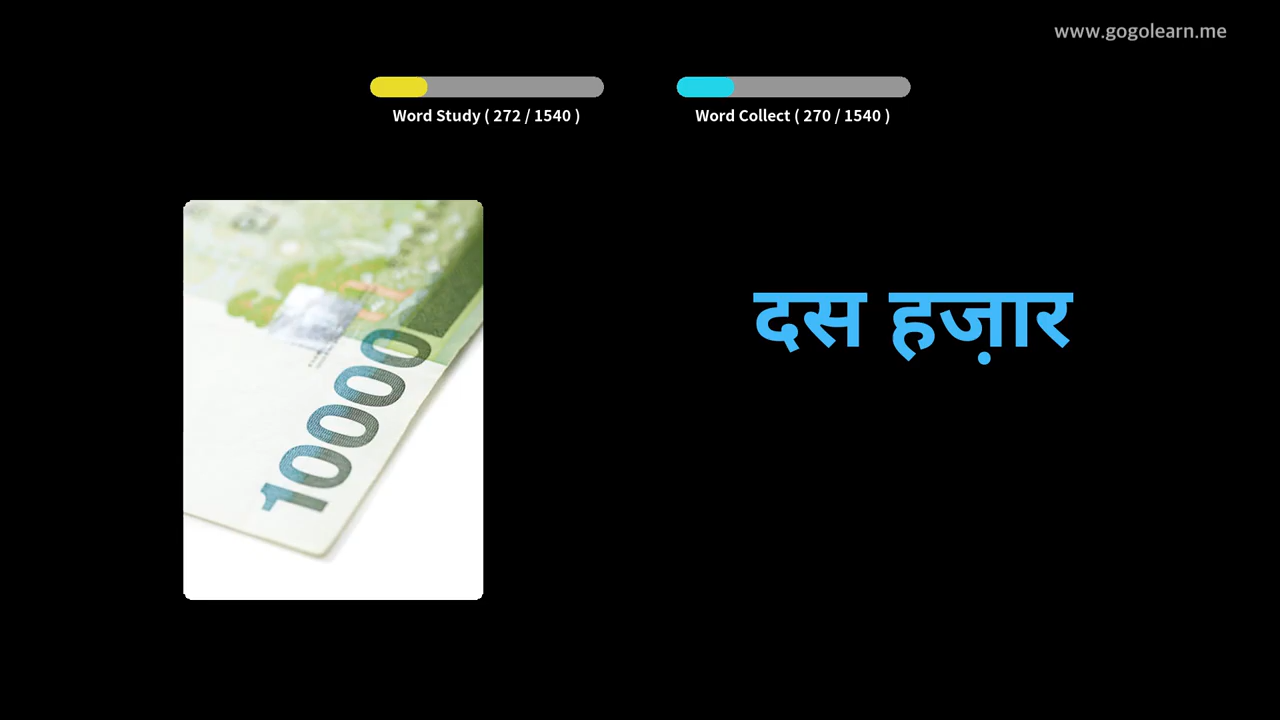 www.gogolearn.me
Word Study ( 272 / 1540 )
Word Collect ( 270 / 1540 )
दस हज़ार
10000